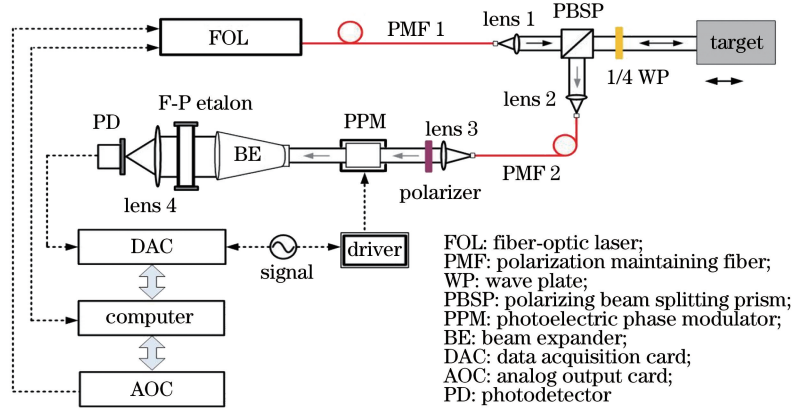 FOL
PMF 1
lens 1
PBSP
target
1/4 WP
lens 2
PD
F-P etalon
BE
PPM
lens 3
lens 4
polarizer
PMF 2
DAC
signal
driver
computer
AOC
FOL: fiber-optic laser;
PMF: polarization maintaining fiber;
WP: wave plate;
PBSP: polarizing beam splitting prism;
PPM: photoelectric phase modulator;
BE: beam expander;
DAC: data acquisition card;
AOC: analog output card;
PD: photodetector